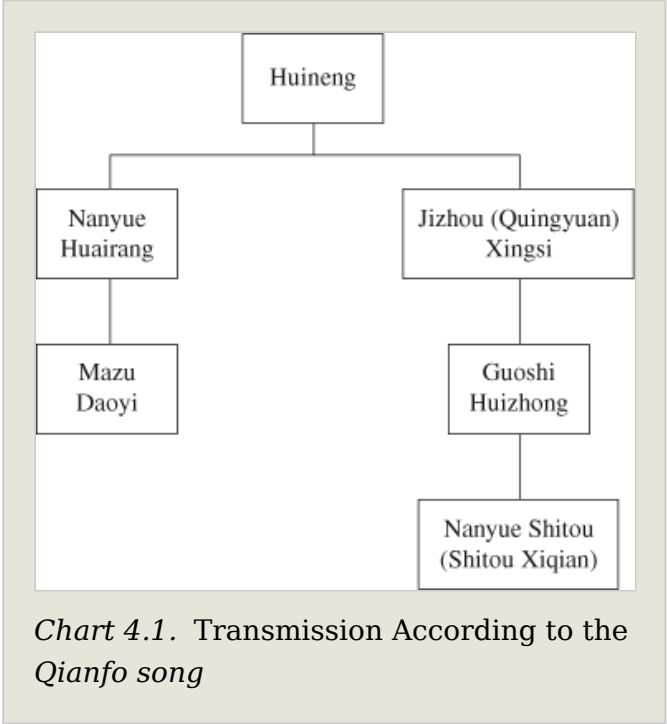 Huineng
Nanyue
Huairang
Jizhou (Quingyuan)
Xingsi
Mazu
Daoyi
Guoshi
Huizhong
Nanyue Shitou
(Shitou Xiqian)
Chart 4.1. Transmission According to the
Qianfo song